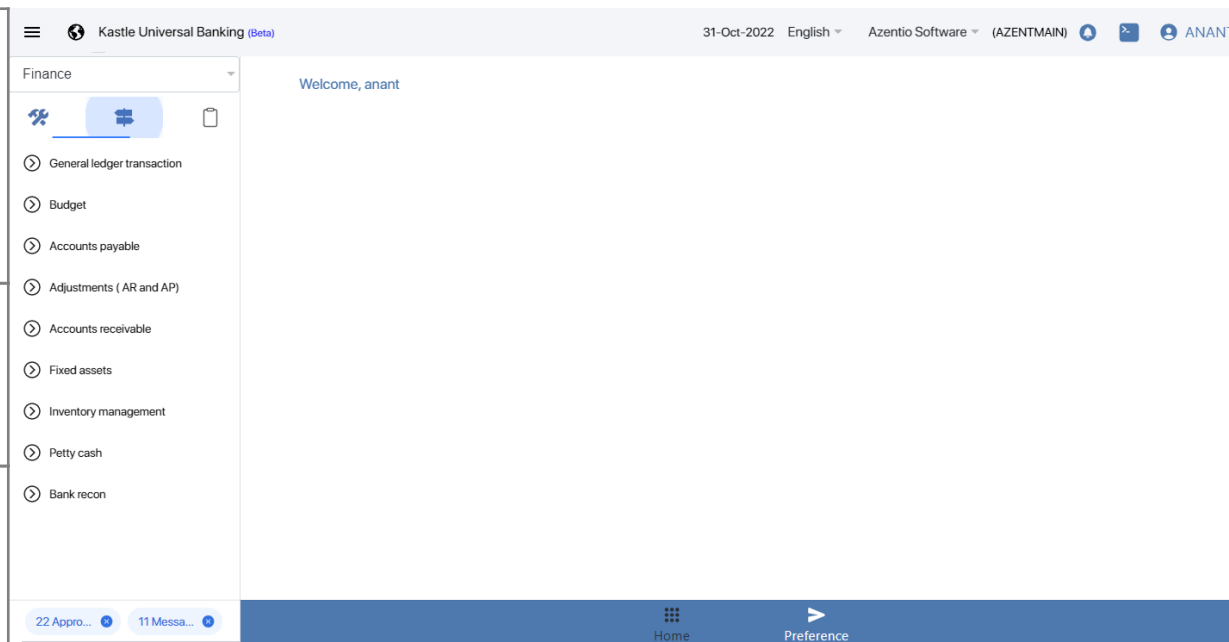 Kastle Universal Banking (Beta)
31-Oct-2022 English Azentio Software (AZENTMAIN) ANANT
Finance
Welcome, anant
General ledger transaction
Budget
Accounts payable
Adjustments ( AR and AP)
Accounts receivable
Fixed assets
Inventory management
Petty cash
Bank recon
22 Appro... 11 Messa...
Home
Preference